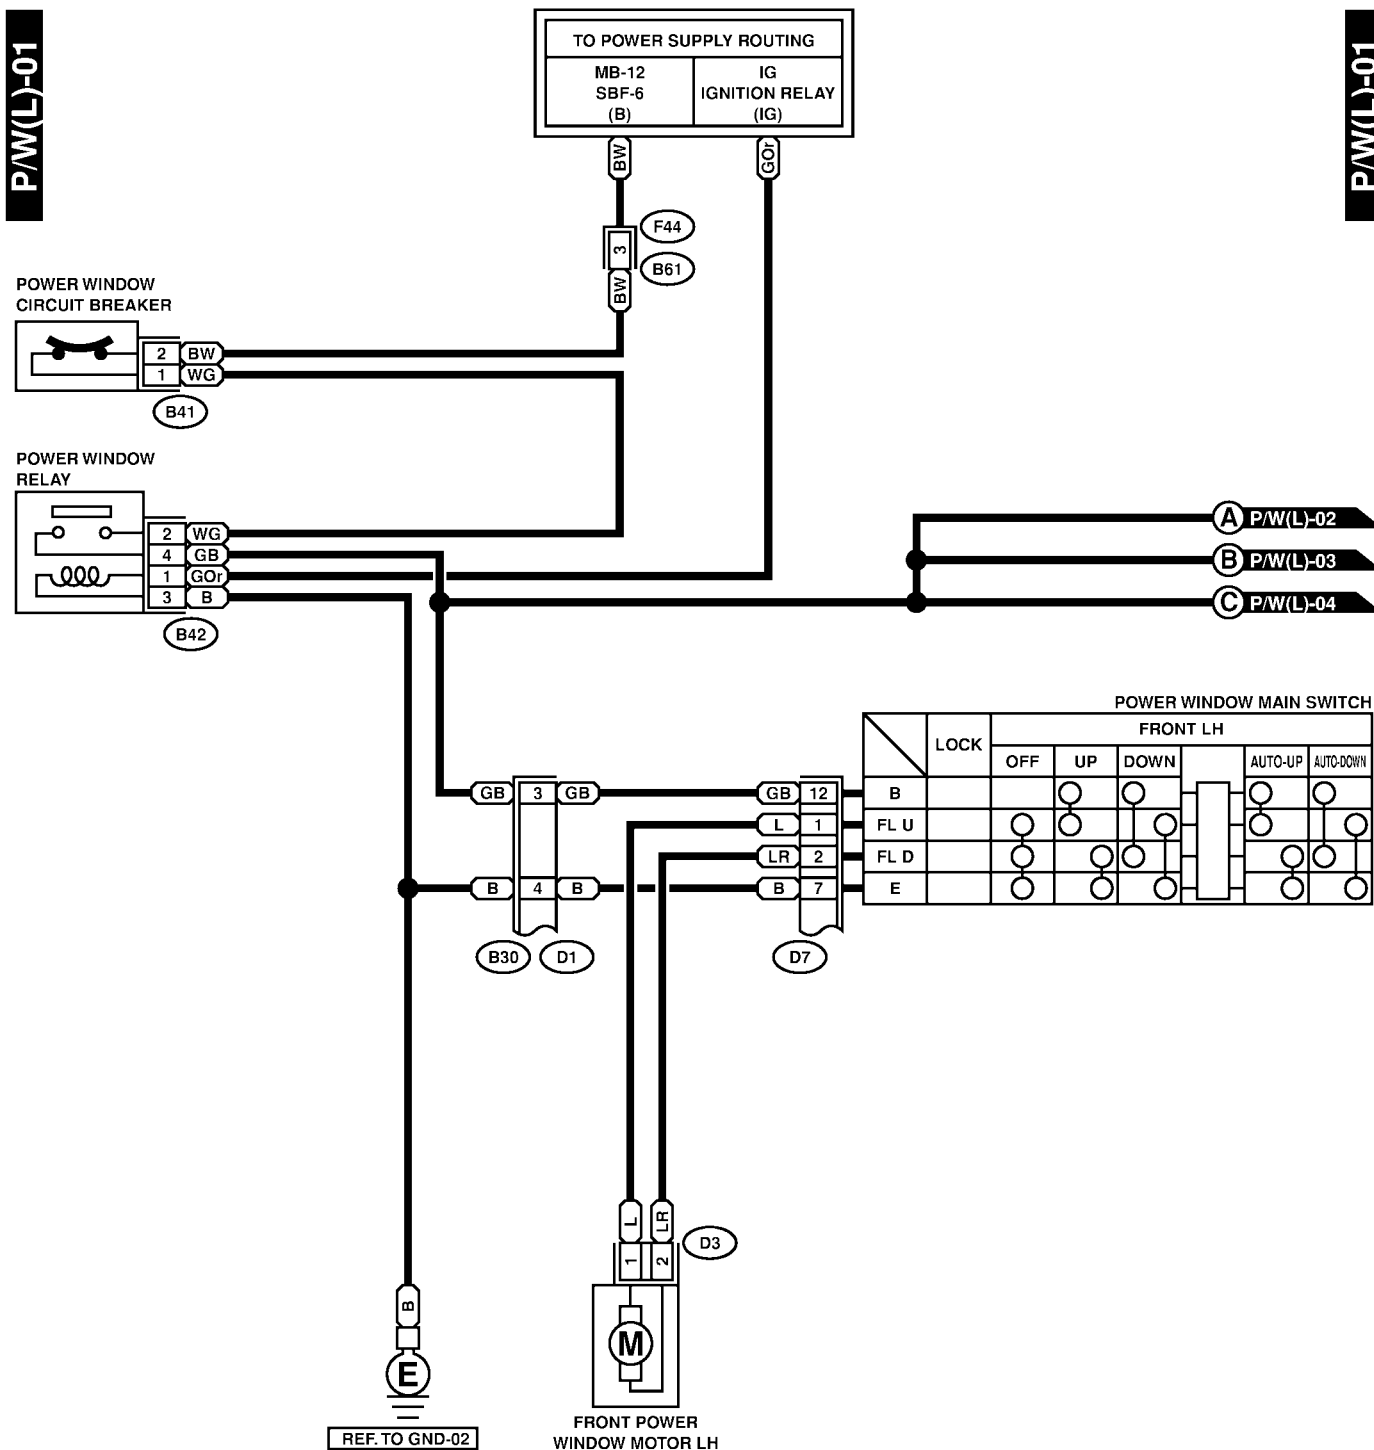 P/W(L)-01
P/W(L)-01
TO POWER SUPPLY ROUTING
MB-12
SBF-6
(B)
IG
IGNITION RELAY
(IG)
BW
GOr
F44
3
B61
BW
POWER WINDOW
CIRCUIT BREAKER
2 BW
1 WG
B41
POWER WINDOW
RELAY
2 WG
4 GB
1 GOr
3 B
B42
A P/W(L)-02
B P/W(L)-03
C P/W(L)-04
POWER WINDOW MAIN SWITCH
LOCK
FRONT LH
OFF UP DOWN AUTO-UP AUTO-DOWN
GB 3 GB GB 12 B
L 1 FL U
LR 2 FL D
B 4 B B 7 E
B30 D1 D7
L LR
D3
1 2
M
B
E
REF. TO GND-02
FRONT POWER
WINDOW MOTOR LH